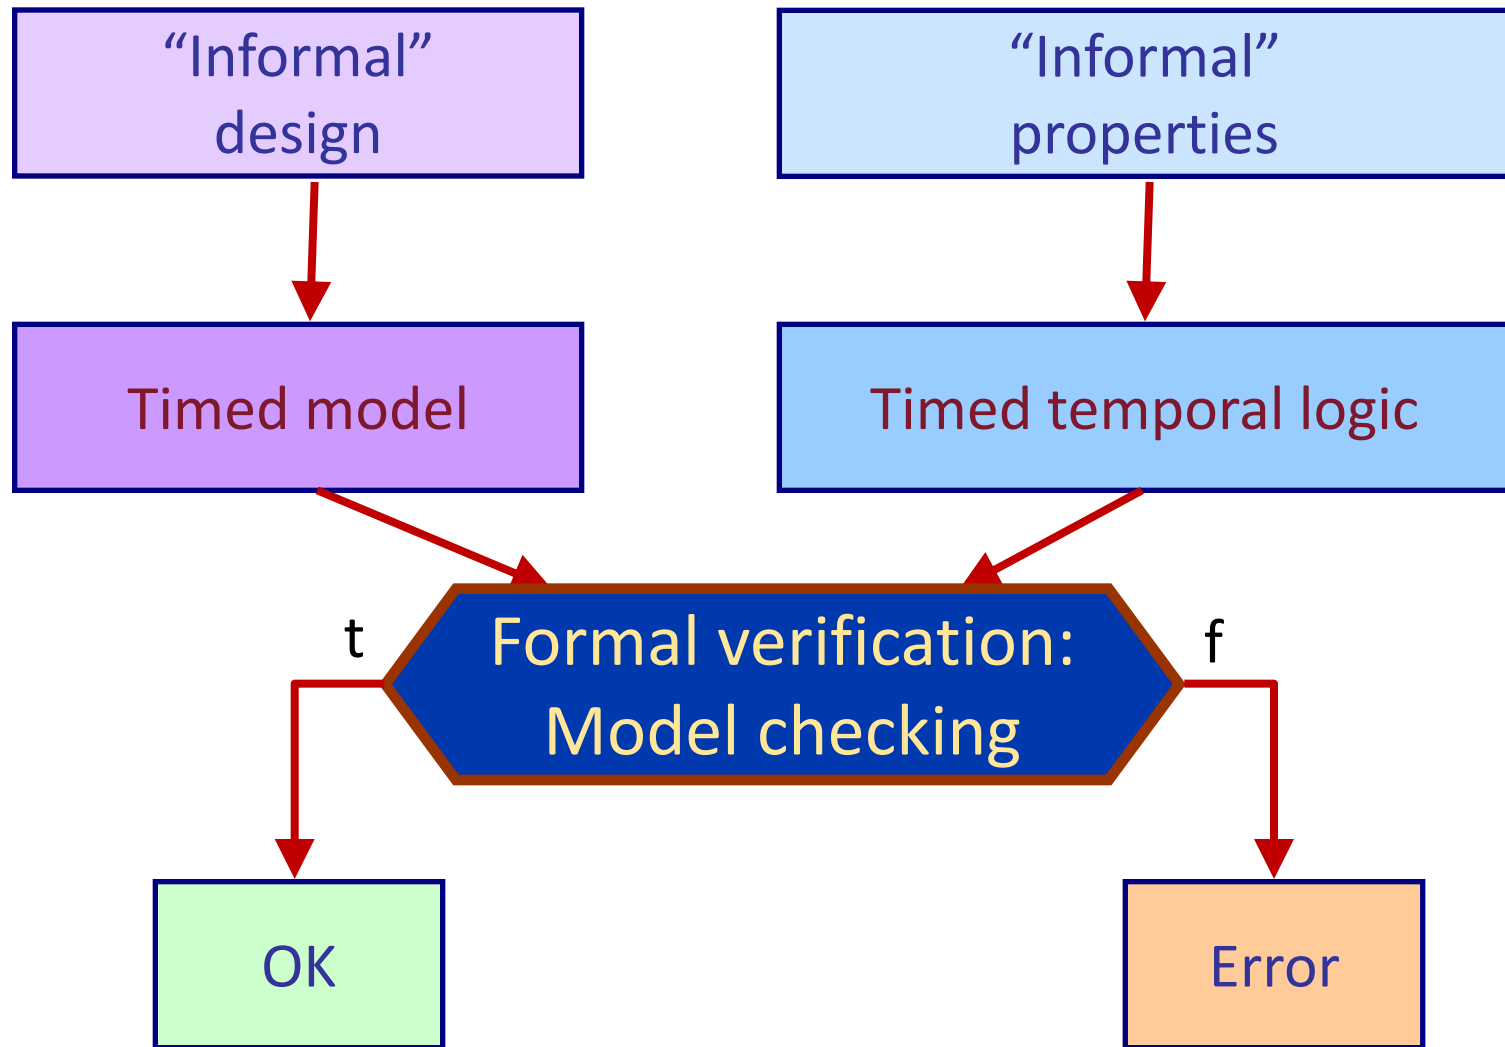 “Informal”
design
“Informal”
properties
Timed model
Timed temporal logic
t
Formal verification:
Model checking
f
OK
Error